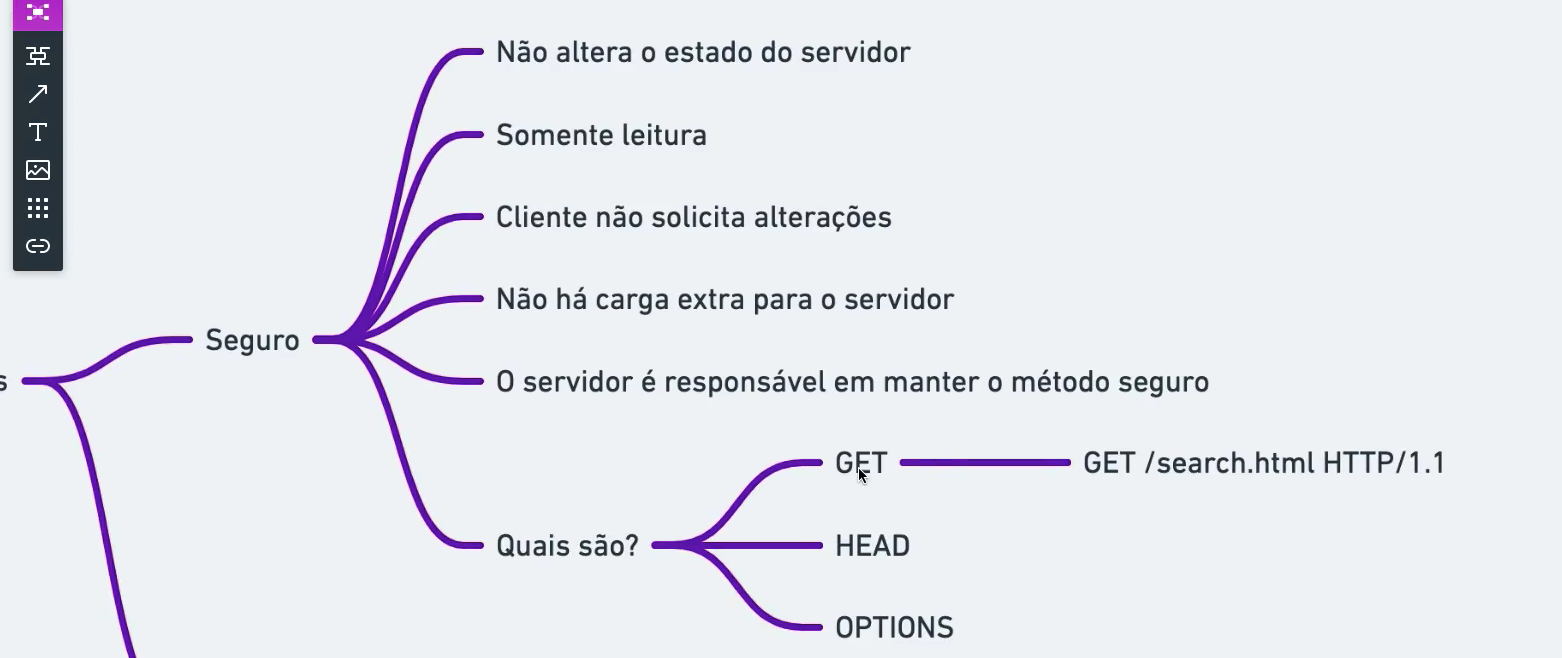 Não altera o estado do servidor
Somente leitura
Cliente não solicita alterações
Não há carga extra para o servidor
Seguro
s
O servidor é responsável em manter o método seguro
GET
GET /search.html HTTP/1.1
Quais são?
HEAD
OPTIONS